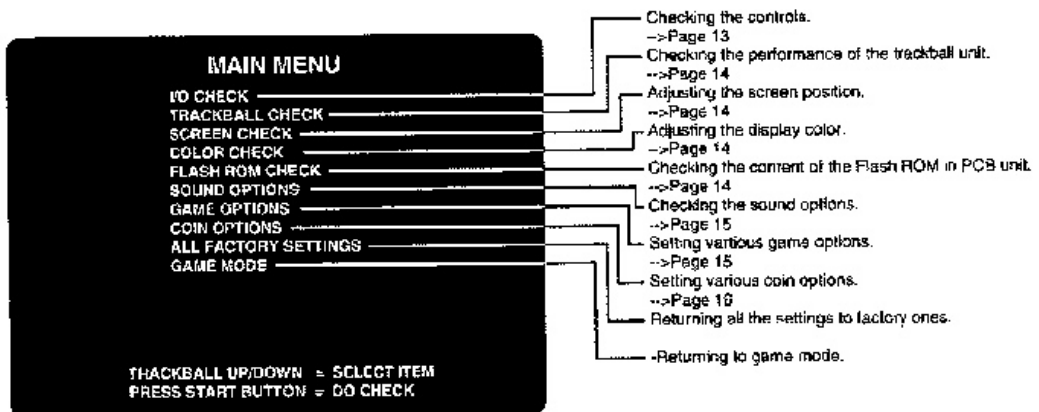 MAIN MENU
I/O CHECK
TRACKBALL CHECK
SCREEN CHECK
COLOR CHECK
FLASH ROM CHECK
SOUND OPTIONS
GAME OPTIONS
COIN OPTIONS
ALL FACTORY SETTINGS
GAME MODE
THACKBALL UP/DOWN = SELECT ITEM
PRESS START BUTTON = DO CHECK
Checking the controls.
-->Page 13
Checking the performance of the trackball unit.
-->Page 14
Adjusting the screen position.
-->Page 14
Adjusting the display color.
-->Page 14
Checking the content of the Flash ROM in PCB unit.
-->Page 14
Checking the sound options.
-->Page 15
Setting vartious game options.
-->Page 15
Setting various coin options.
-->Page 16
Returning all the settings to factory ones.
-Returning to game mode.